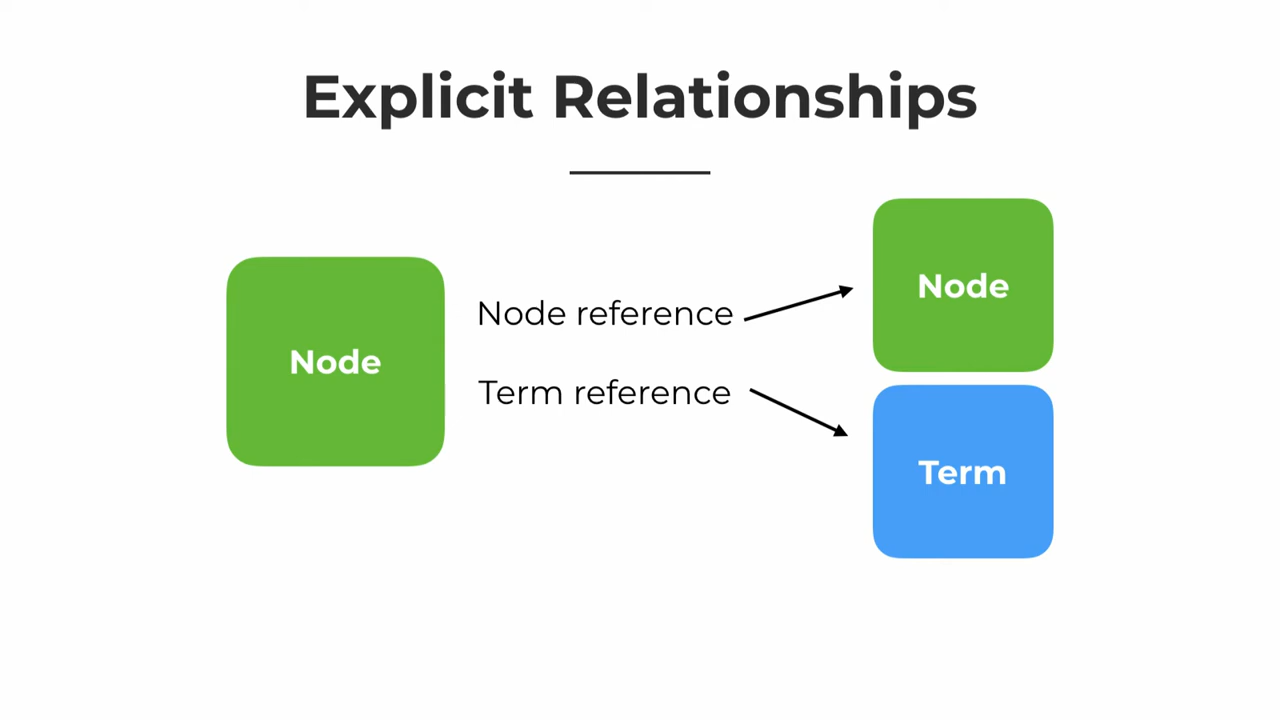 Explicit Relationships
Node
Node reference
Term reference
Node
Term